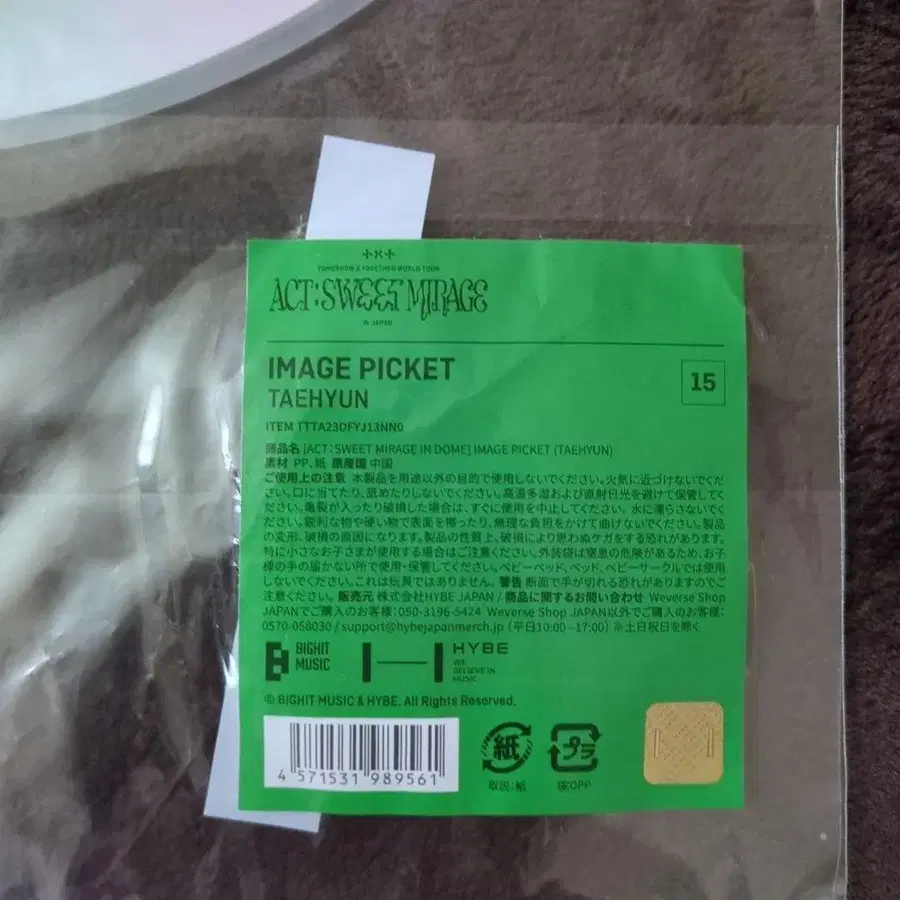 TOMORROW X TOGETHER WORLD TOUR
ACT : SWEET MIRAGE
IN JAPAN
IMAGE PICKET
15
TAEHYUN
ITEM TTTA23DFYJ13NN0
商品名 [ACT : SWEET MIRAGE IN DOME] IMAGE PICKET (TAEHYUN)
素材 PP、紙 原産国 中国
ご使用上の注意 本製品を用途以外の目的で使用しないでください。火気に近づけないでくだ
さい。口に当てたり、舐めたりしないでください。高温多湿および直射日光を避けて保管してく
ださい。亀裂が入ったり破損した場合は、すぐに使用を中止してください。水に濡らさないでくだ
さい。鋭利な物や硬い物で表面を擦ったり、無理な負担をかけて曲げないでください。製品
の変形、破損の原因になります。製品の性質上、破損により思わぬケガをする恐れがあります。
特に小さなお子さまが使用する場合はご注意ください。外装袋は窒息の危険があるため、お子
様の手の届かない所で使用・保管してください。ベビーベッド、ベッド、ベビーサークルでは使用
しないでください。これは玩具ではありません。警告 断面で手が切れる恐れがありますのでご
注意ください。販売元 株式会社HYBE JAPAN / 商品に関するお問い合わせ Weverse Shop
JAPANでご購入のお客様：050-3196-5424 Weverse Shop JAPAN以外でご購入のお客様：
0570-058030 / support@hybejapanmerch.jp (平日10:00~17:00) ※土日祝日を除く
BIGHIT
MUSIC
HYBE
WE
BELIEVE IN
MUSIC
© BIGHIT MUSIC & HYBE. All Rights Reserved.
4 571531 989561
紙
取説：紙
プラ
袋OPP